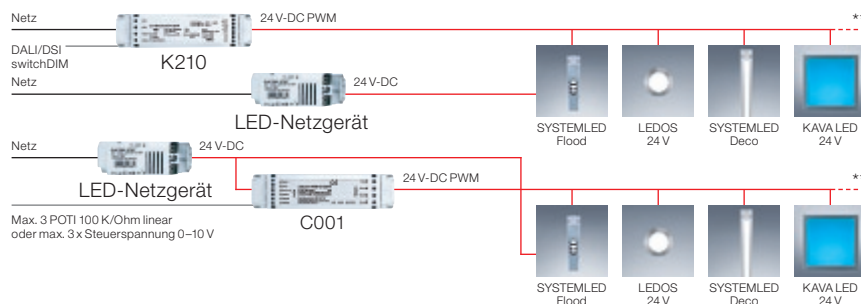 Netz
24 V-DC PWM
*
DALI/DSI
switchDIM
K210
Netz
24 V-DC
LED-Netzgerät
SYSTEMLED
Flood
LEDOS
24 V
SYSTEMLED
Deco
KAVA LED
24 V
Netz
24 V-DC
LED-Netzgerät
24 V-DC PWM
*
C001
Max. 3 POTI 100 K/Ohm linear
oder max. 3 x Steuerspannung 0–10 V
SYSTEMLED
Flood
LEDOS
24 V
SYSTEMLED
Deco
KAVA LED
24 V